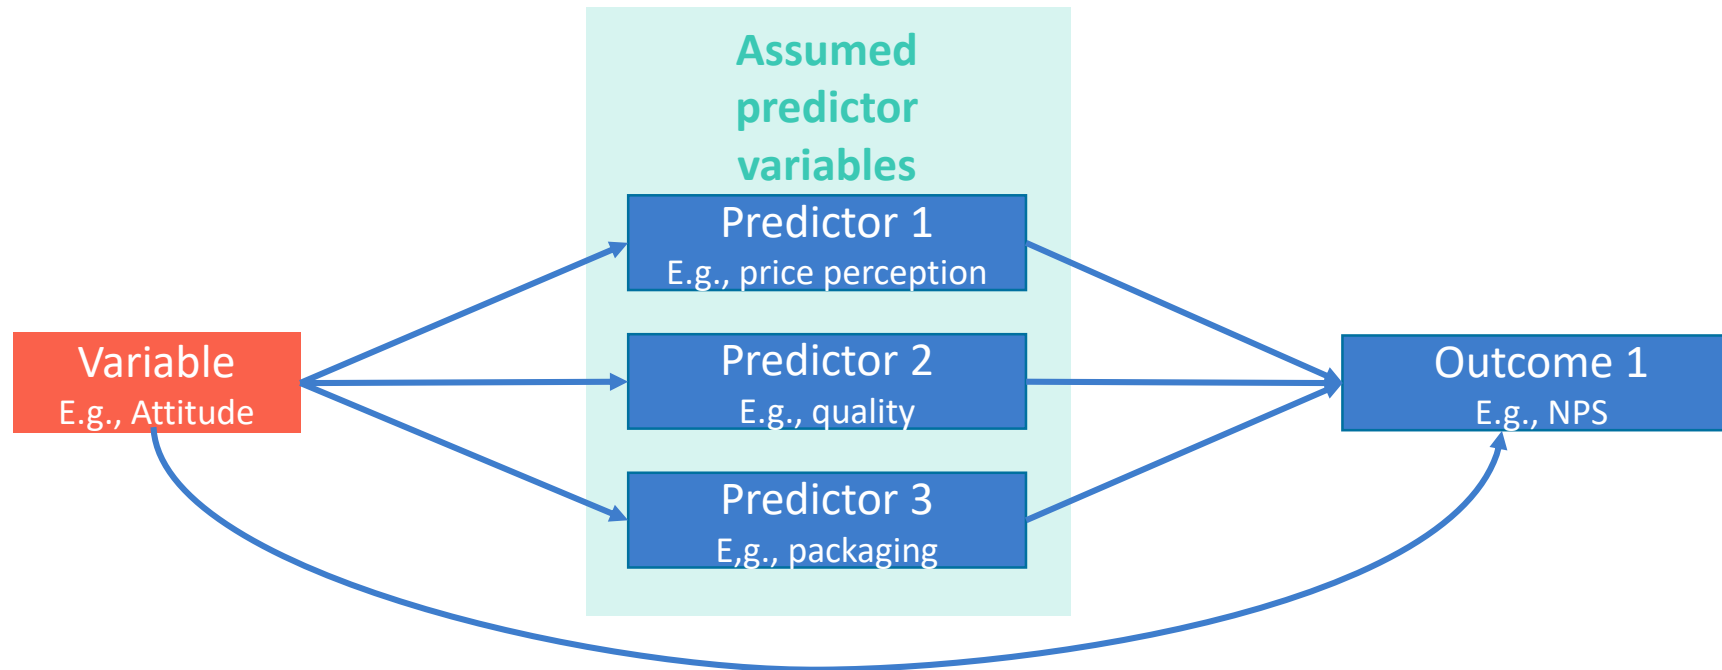 Assumed
predictor
variables
Predictor 1
E.g., price perception
Variable
E.g., Attitude
Predictor 2
E.g., quality
Outcome 1
E.g., NPS
Predictor 3
E,g., packaging